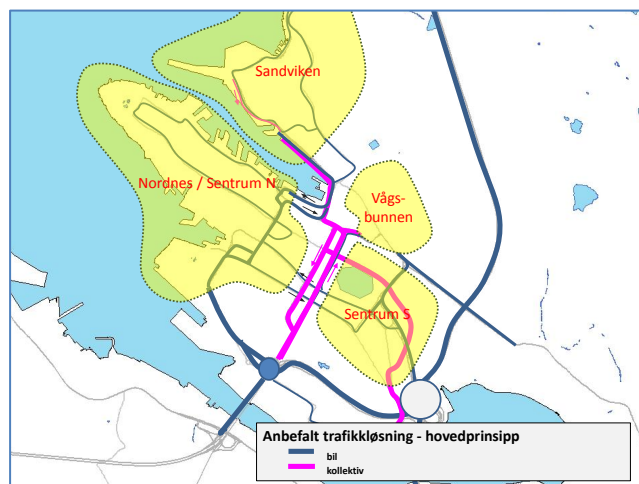 Sandviken
Nordnes / Sentrum N
Vågs-
bunnen
Sentrum S
Anbefalt trafikkløsning - hovedprinsipp
bil
kollektiv